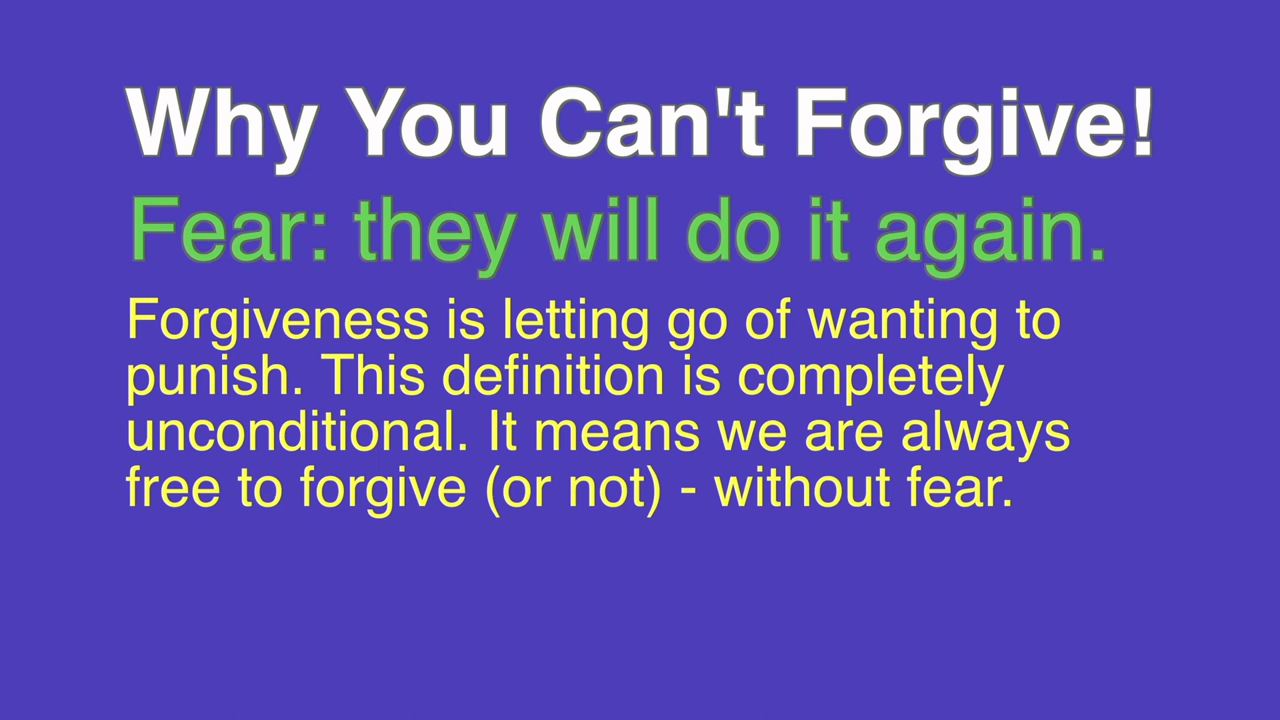 Why You Can't Forgive!
Fear: they will do it again.
Forgiveness is letting go of wanting to
punish. This definition is completely
unconditional. It means we are always
free to forgive (or not) - without fear.